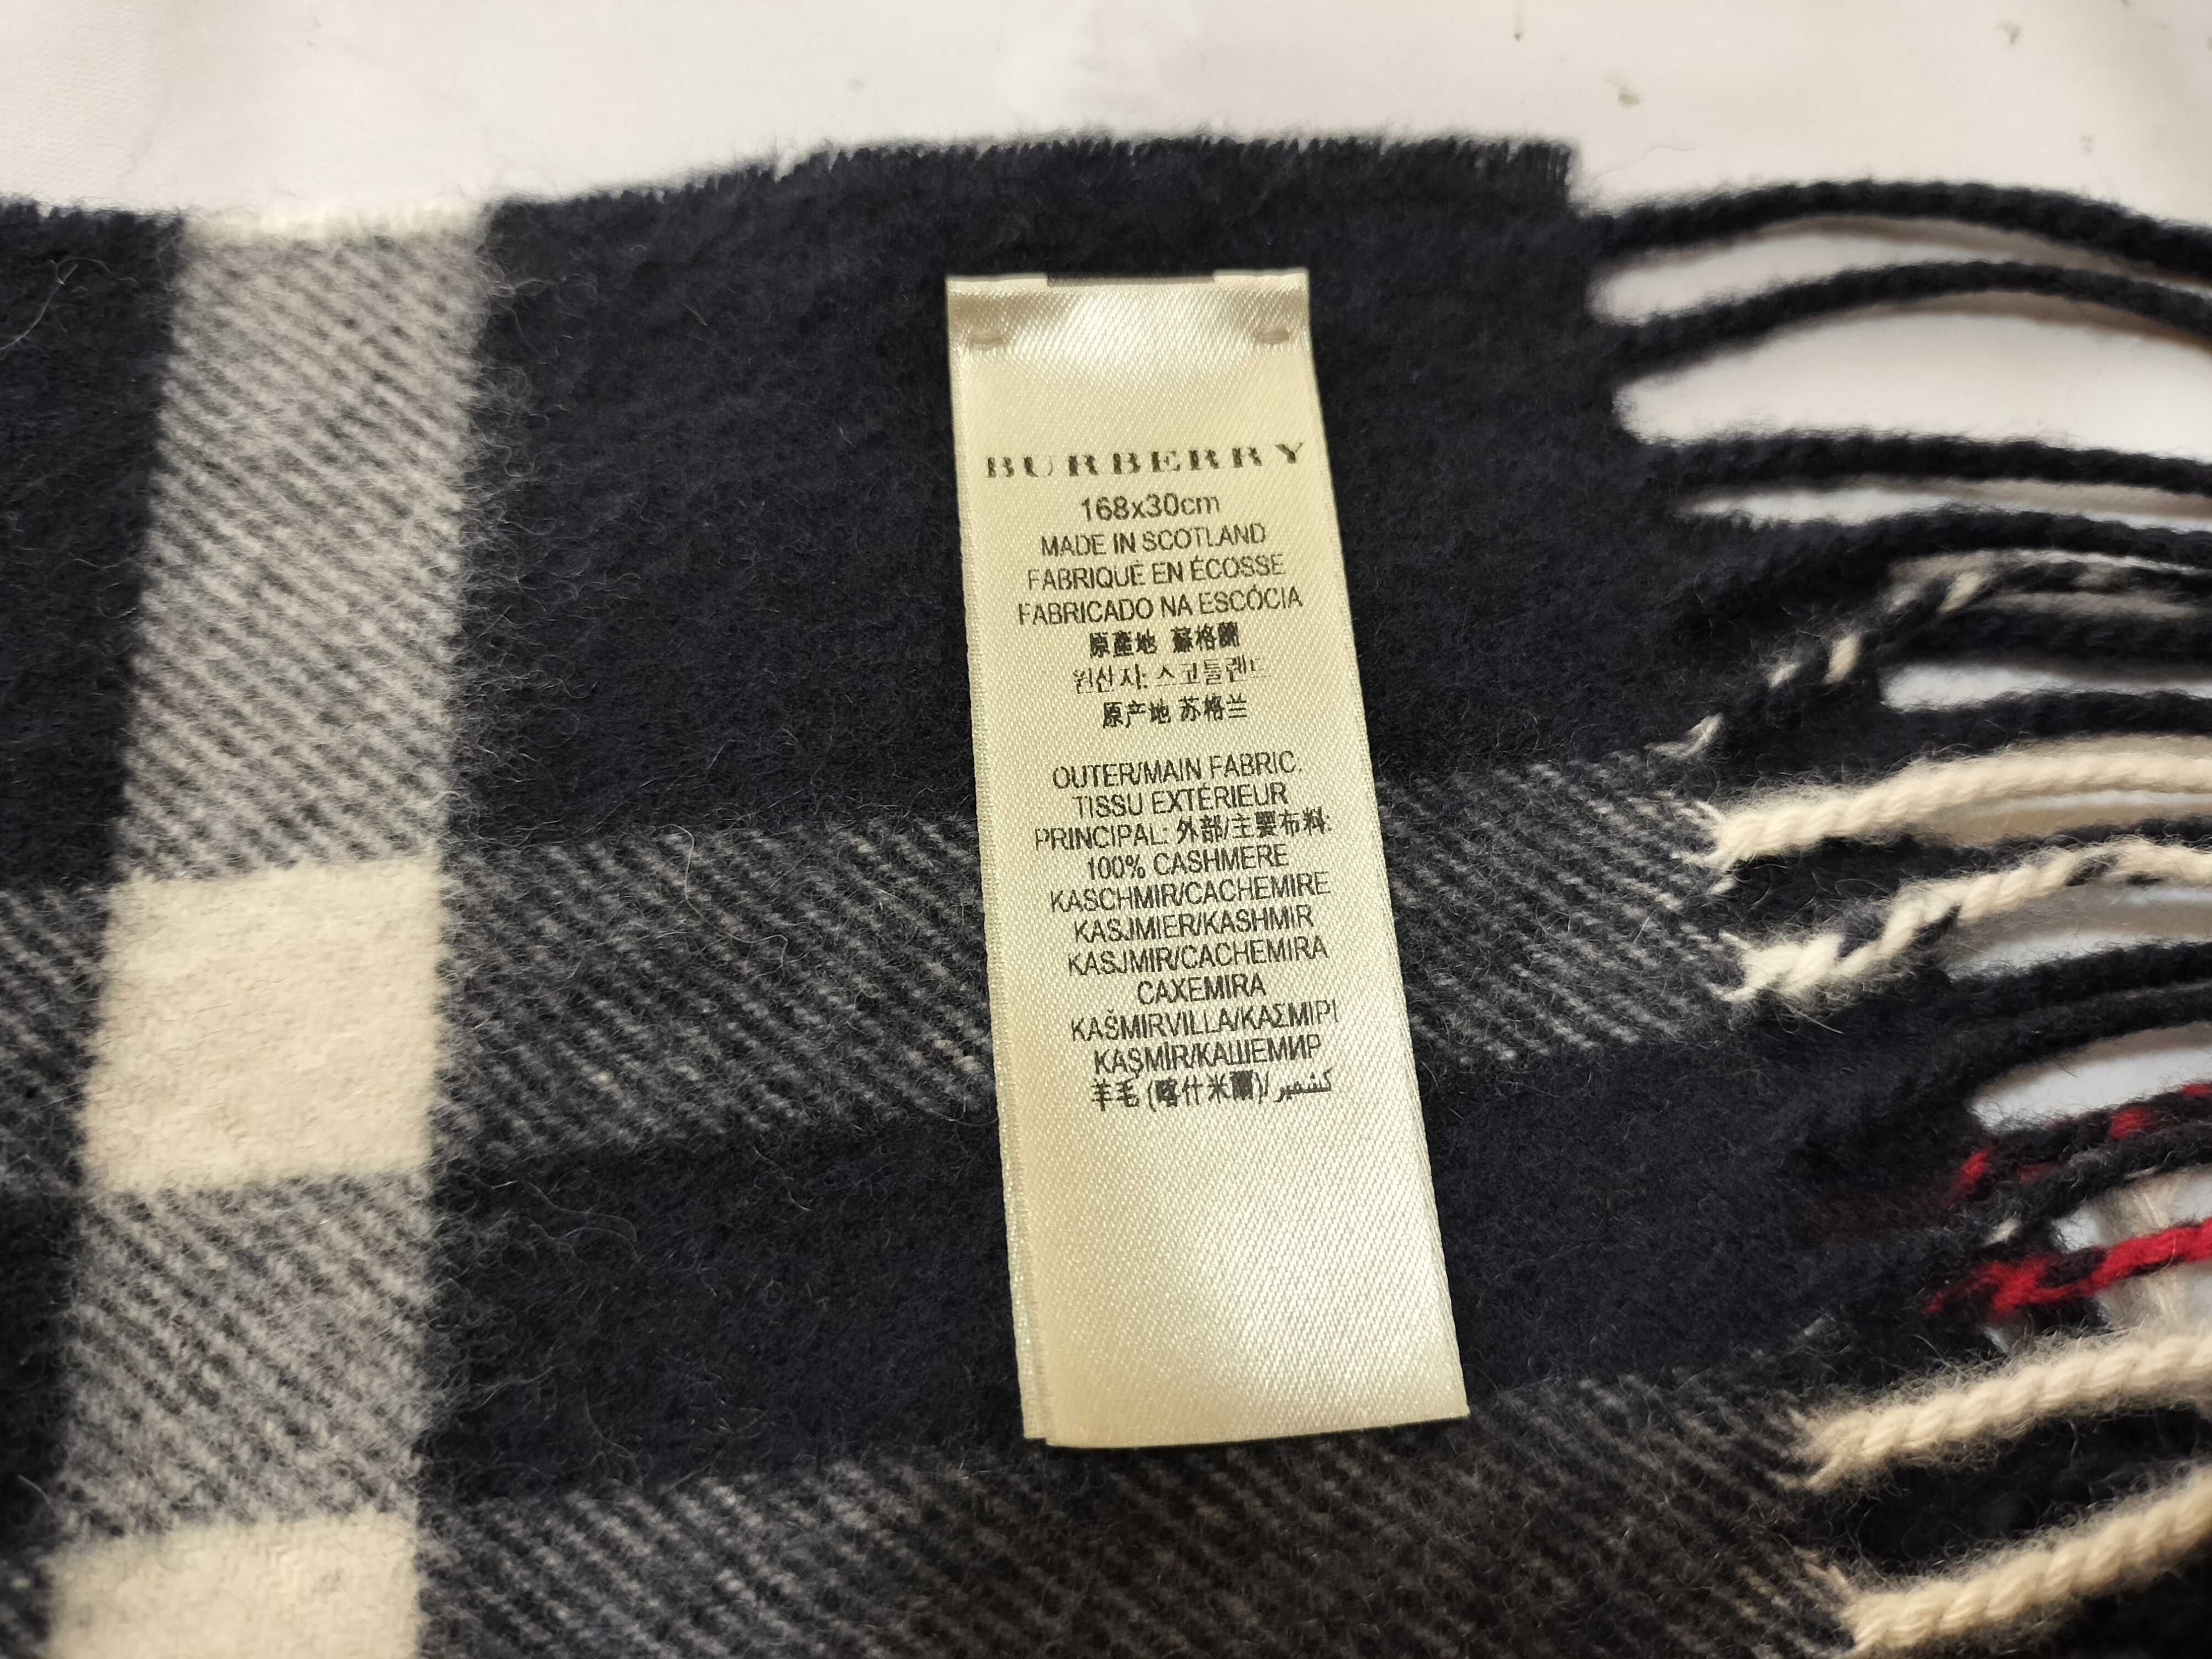 BURBERRY
168x30cm
MADE IN SCOTLAND
FABRIQUÉ EN ÉCOSSE
FABRICADO NA ESCÓCIA
原產地 蘇格蘭
원산지: 스코틀랜드
原产地 苏格兰
OUTER/MAIN FABRIC.
TISSU EXTÉRIEUR
PRINCIPAL: 外部/主要布料:
100% CASHMERE
KASCHMIR/CACHEMIRE
KASJMIER/KASHMIR
KASJMIR/CACHEMIRA
CAXEMIRA
KAŠMIRVILLA/ΚΑΣΜΙΡΙ
KAŞMİR/КАШЕМИР
羊毛 (喀什米爾)/كشمير